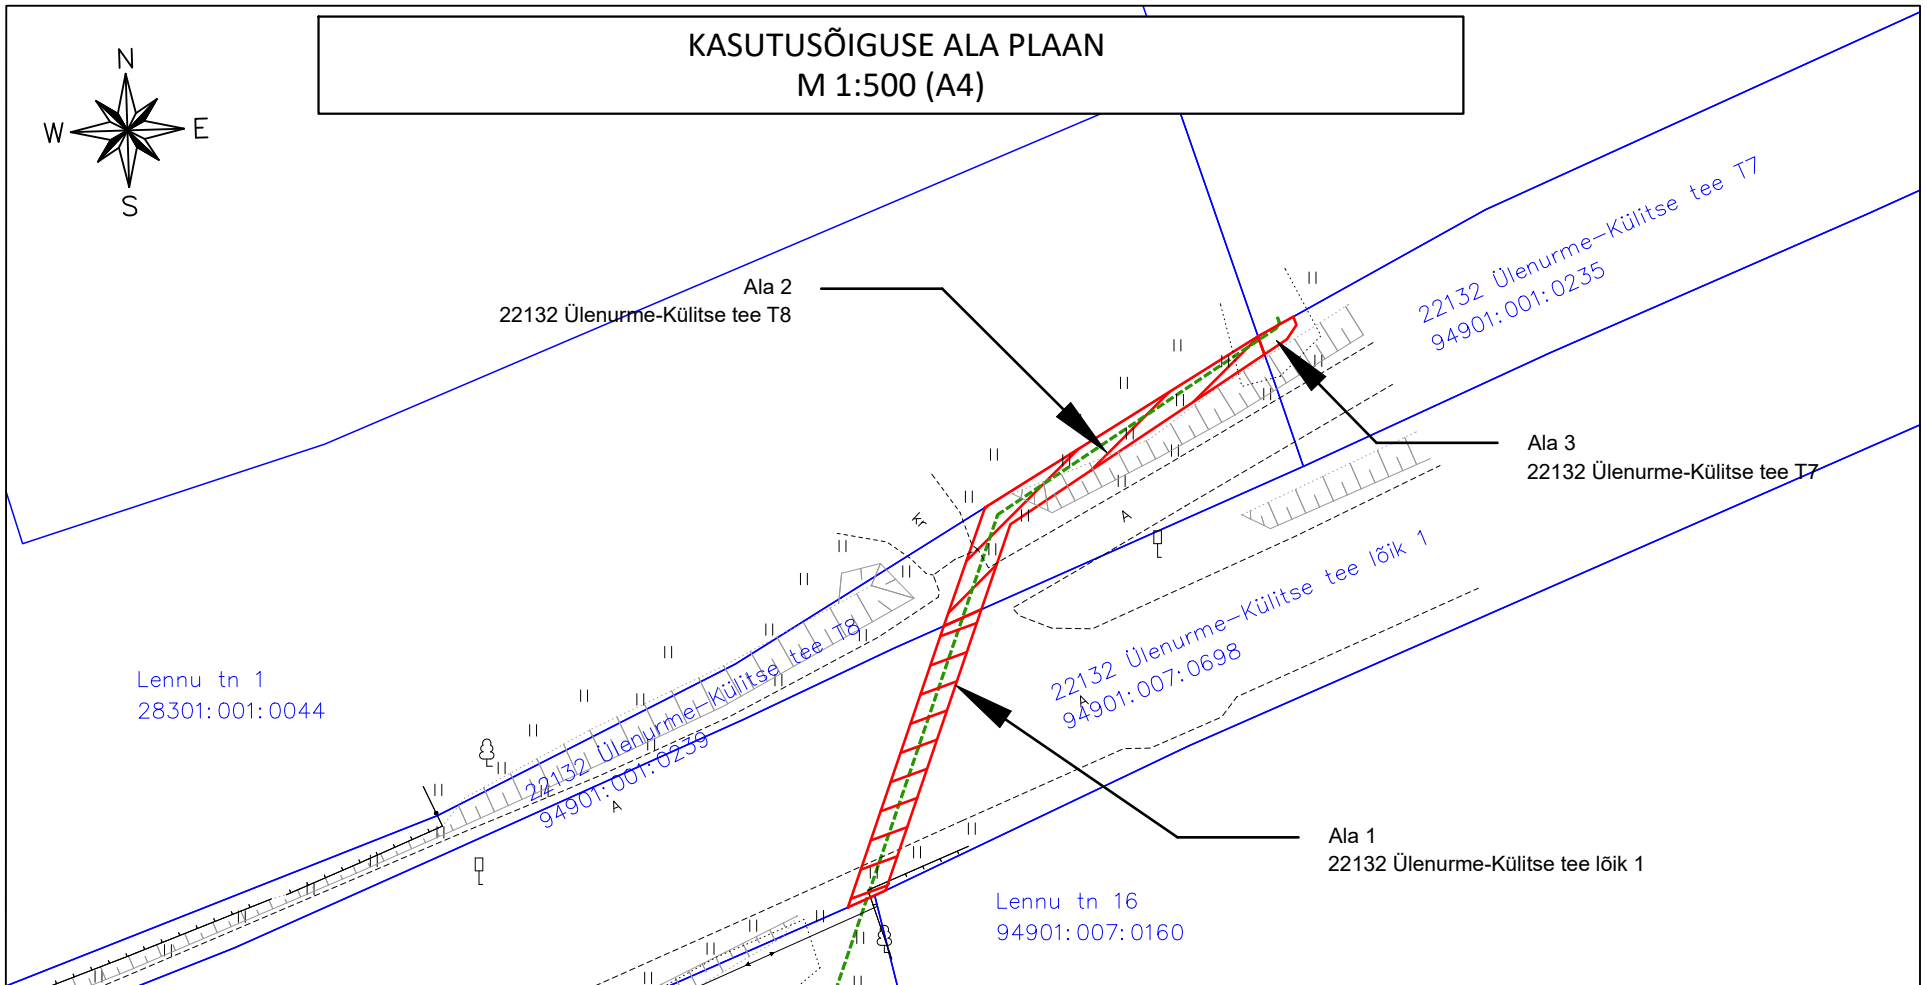 KASUTUSÕIGUSE ALA PLAAN
M 1:500 (A4)
N
W
E
S
Ala 2
22132 Ülenurme-Külitse tee T8
22132 Ülenurme-Külitse tee T7
94901:001:0235
Ala 3
22132 Ülenurme-Külitse tee T7
Kr
A
22132 Ülenurme-Külitse tee lõik 1
94901:007:0698
A
Lennu tn 1
28301:001:0044
22132 Ülenurme-Külitse tee T8
94901:001:0239
A
Ala 1
22132 Ülenurme-Külitse tee lõik 1
Lennu tn 16
94901:007:0160